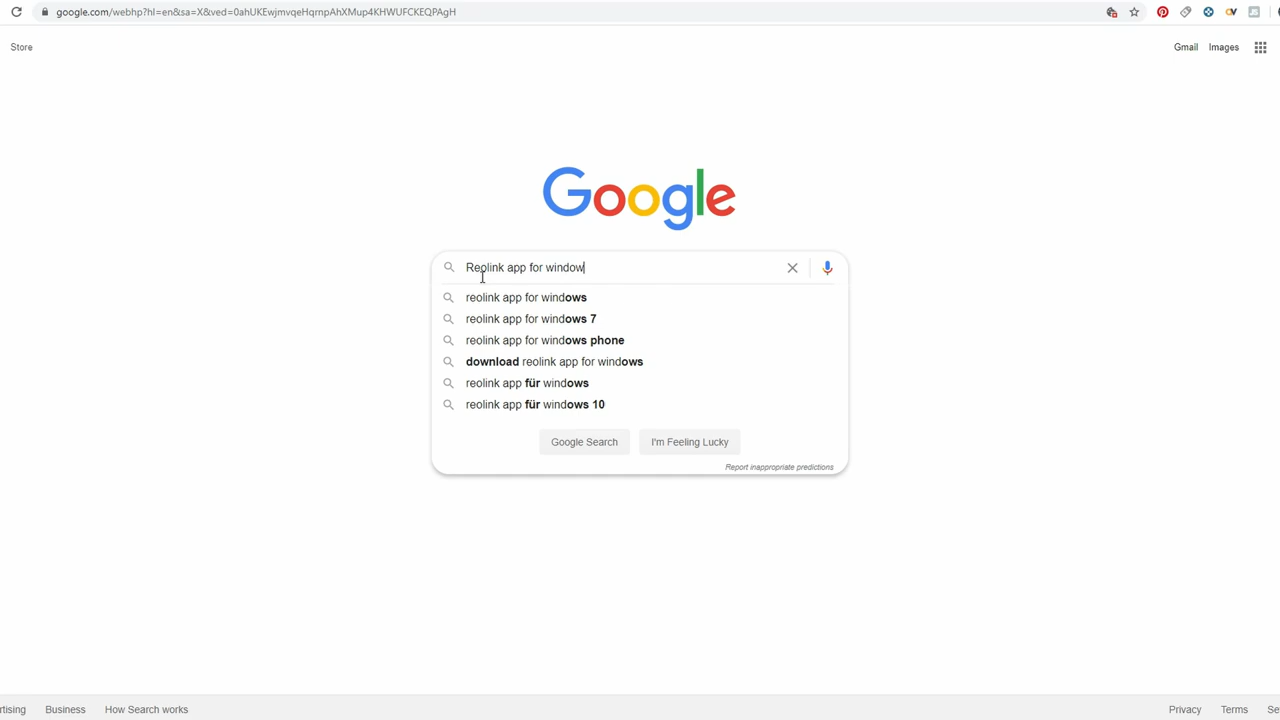 google.com/webhp?hl=en&sa=X&ved=0ahUKEwjmvqeHqrnpAhXMup4KHWUFCKEQPAgH
Store
Gmail Images
Google
Reolink app for window
reolink app for windows
reolink app for windows 7
reolink app for windows phone
download reolink app for windows
reolink app für windows
reolink app für windows 10
Google Search I'm Feeling Lucky
Report inappropriate predictions
rtising Business How Search works Privacy Terms Se